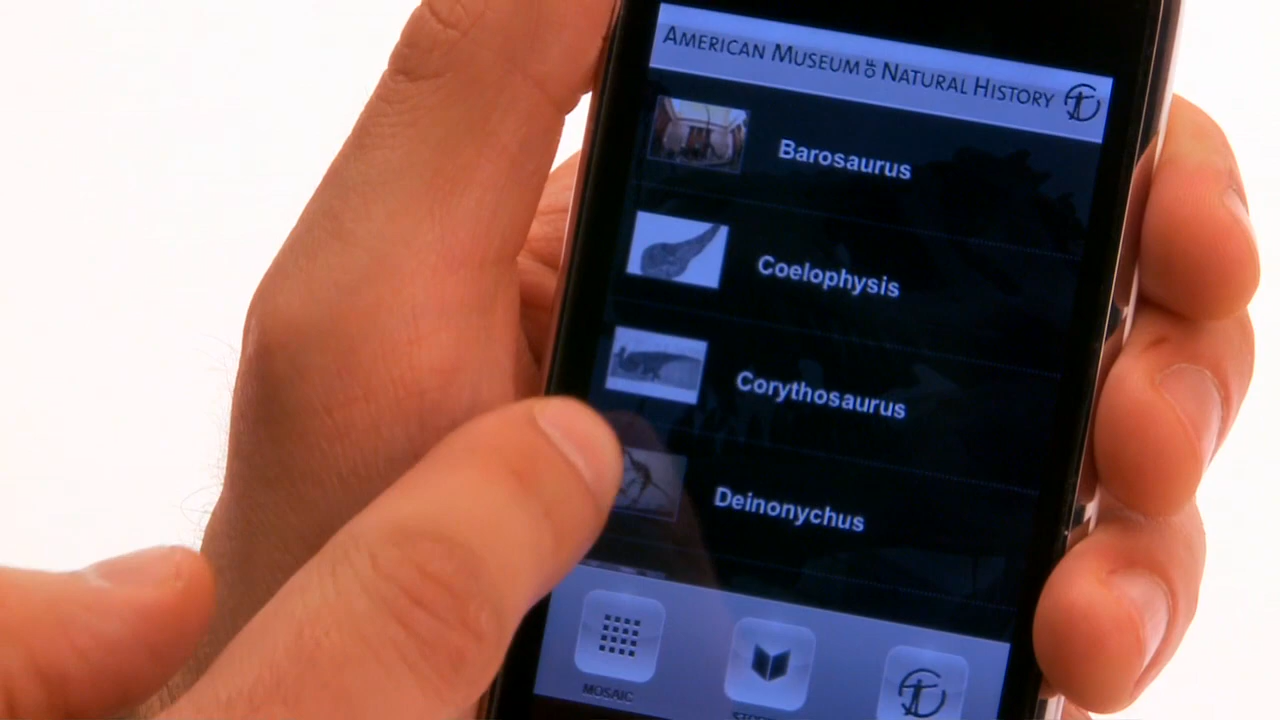 AMERICAN MUSEUM OF NATURAL HISTORY
Barosaurus
Coelophysis
Corythosaurus
Deinonychus
MOSAIC